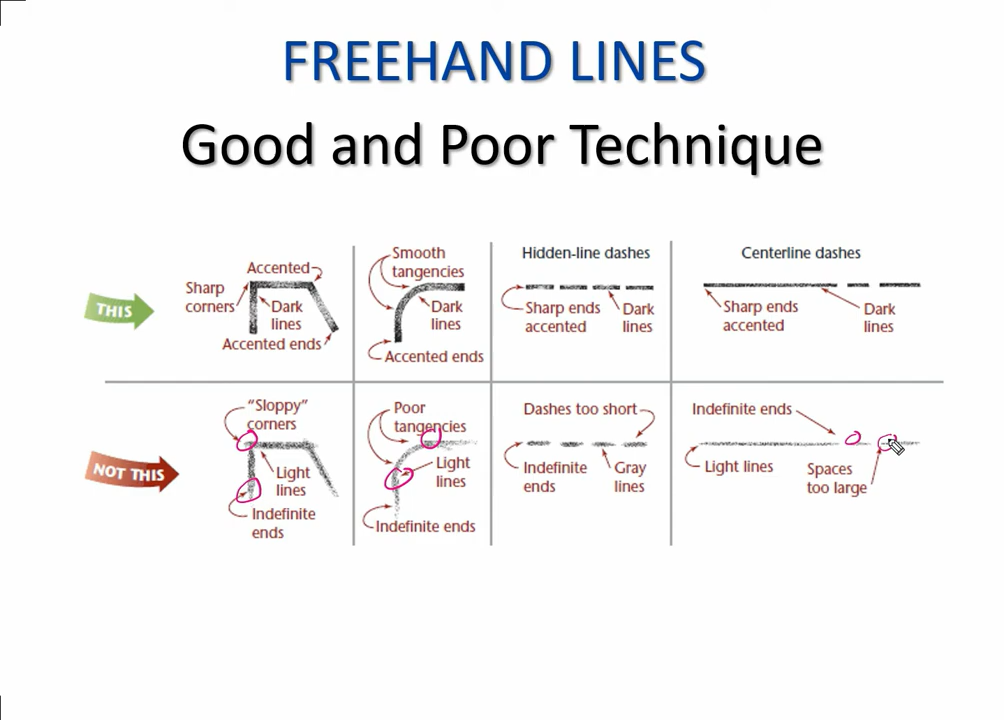 FREEHAND LINES
Good and Poor Technique
THIS
Accented
Sharp
corners
Dark
lines
Accented ends
Smooth
tangencies
Dark
lines
Accented ends
Hidden-line dashes
Sharp ends
accented
Dark
lines
Centerline dashes
Sharp ends
accented
Dark
lines
NOT THIS
"Sloppy"
corners
Light
lines
Indefinite
ends
Poor
tangencies
Light
lines
Indefinite ends
Dashes too short
Indefinite
ends
Gray
lines
Indefinite ends
Light lines
Spaces
too large